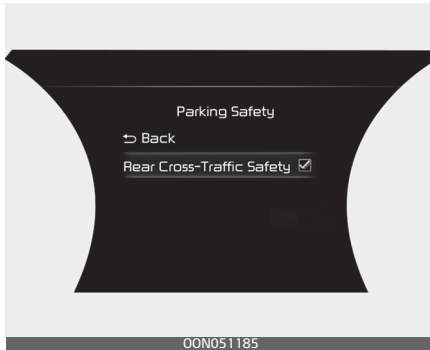 Parking Safety
⮌ Back
Rear Cross-Traffic Safety ☑
OON051185